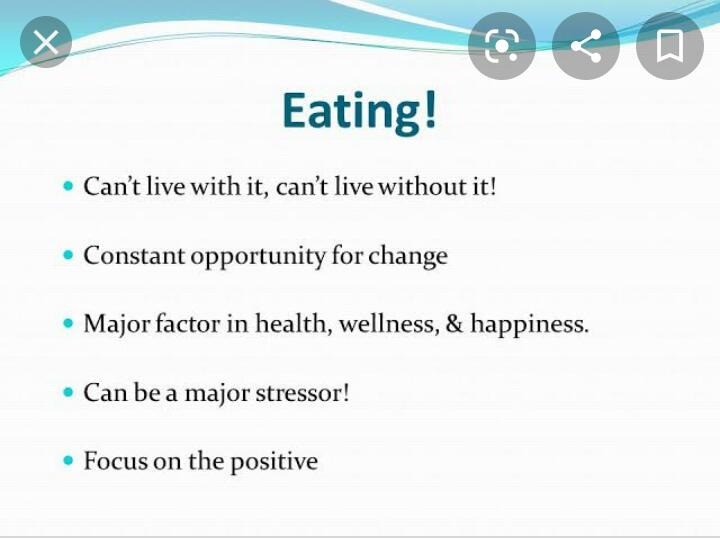 Eating!
Can’t live with it, can’t live without it!
Constant opportunity for change
Major factor in health, wellness, & happiness.
Can be a major stressor!
Focus on the positive